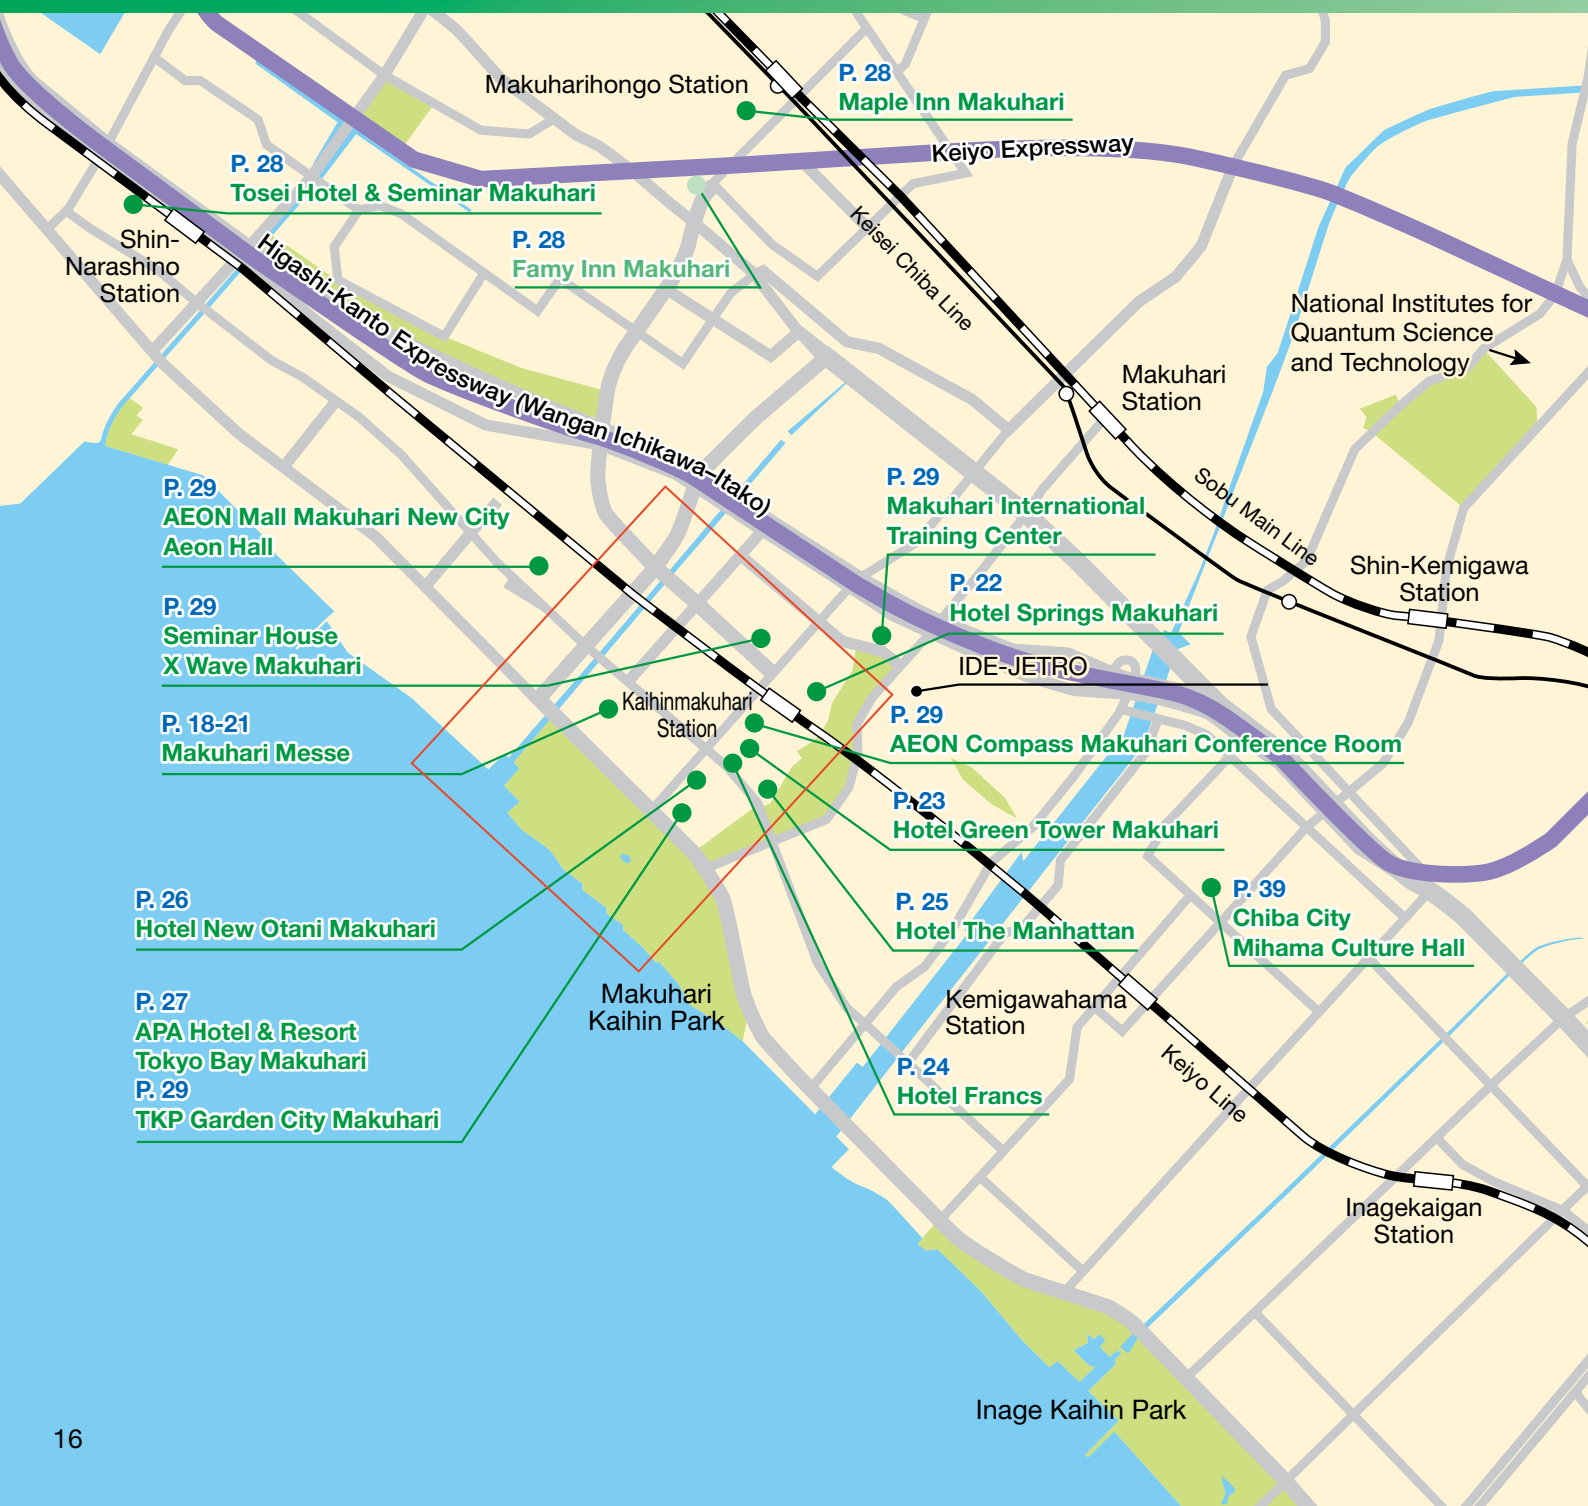 Makuharihongo Station
P. 28
Maple Inn Makuhari
Keiyo Expressway
P. 28
Tosei Hotel & Seminar Makuhari
Shin-
Narashino
Station
P. 28
Famy Inn Makuhari
Keisei Chiba Line
Higashi-Kanto Expressway (Wangan Ichikawa–Itako)
National Institutes for
Quantum Science
and Technology
Makuhari
Station
Sobu Main Line
Shin-Kemigawa
Station
P. 29
AEON Mall Makuhari New City
Aeon Hall
P. 29
Makuhari International
Training Center
P. 22
Hotel Springs Makuhari
P. 29
Seminar House
X Wave Makuhari
IDE-JETRO
Kaihinmakuhari
Station
P. 18-21
Makuhari Messe
P. 29
AEON Compass Makuhari Conference Room
P. 23
Hotel Green Tower Makuhari
P. 26
Hotel New Otani Makuhari
P. 25
Hotel The Manhattan
P. 39
Chiba City
Mihama Culture Hall
Makuhari
Kaihin Park
Kemigawahama
Station
P. 27
APA Hotel & Resort
Tokyo Bay Makuhari
P. 29
TKP Garden City Makuhari
P. 24
Hotel Francs
Keiyo Line
Inagekaigan
Station
Inage Kaihin Park
16